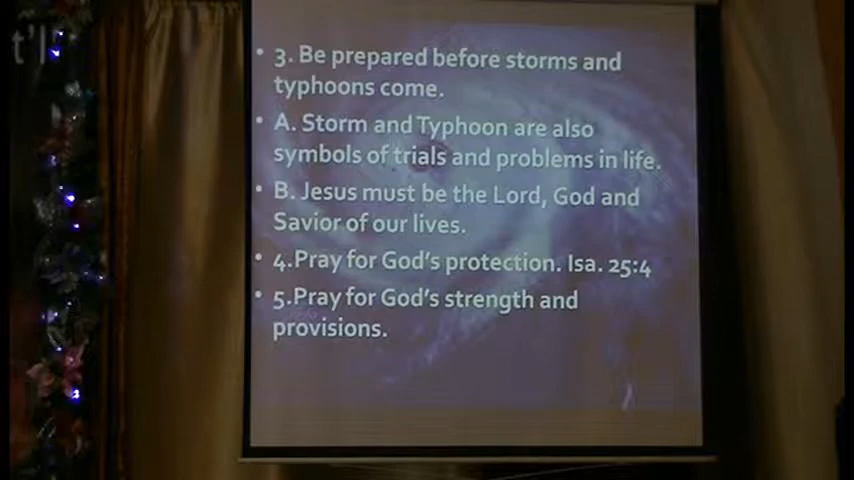 • 3. Be prepared before storms and
typhoons come.
• A. Storm and Typhoon are also
symbols of trials and problems in life.
• B. Jesus must be the Lord, God and
Savior of our lives.
• 4.Pray for God's protection. Isa. 25:4
• 5.Pray for God's strength and
provisions.